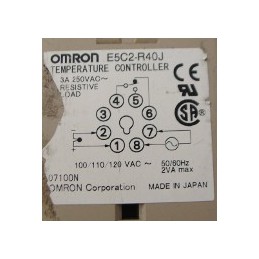 OMRON E5C2-R40J
TEMPERATURE CONTROLLER
3A 250VAC~
RESISTIVE
LOAD
4 5
3 6
2 7
1 8
100/110/120 VAC ~ 50/60Hz
2VA max
07100N
OMRON Corporation MADE IN JAPAN